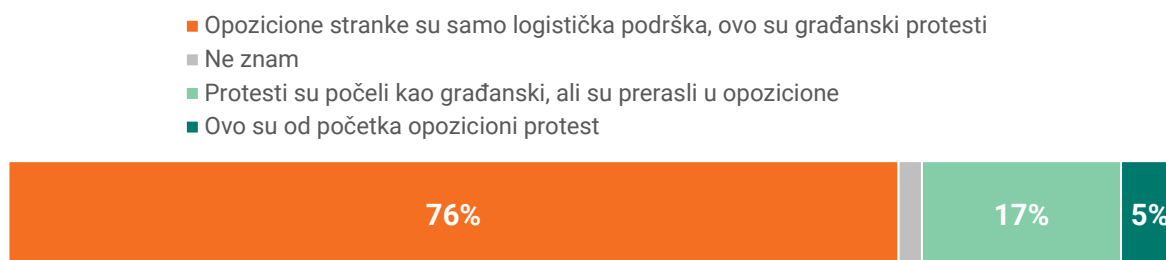 Opozicione stranke su samo logistička podrška, ovo su građanski protesti
Ne znam
Protesti su počeli kao građanski, ali su prerasli u opozicione
Ovo su od početka opozicioni protest
76% 17% 5%